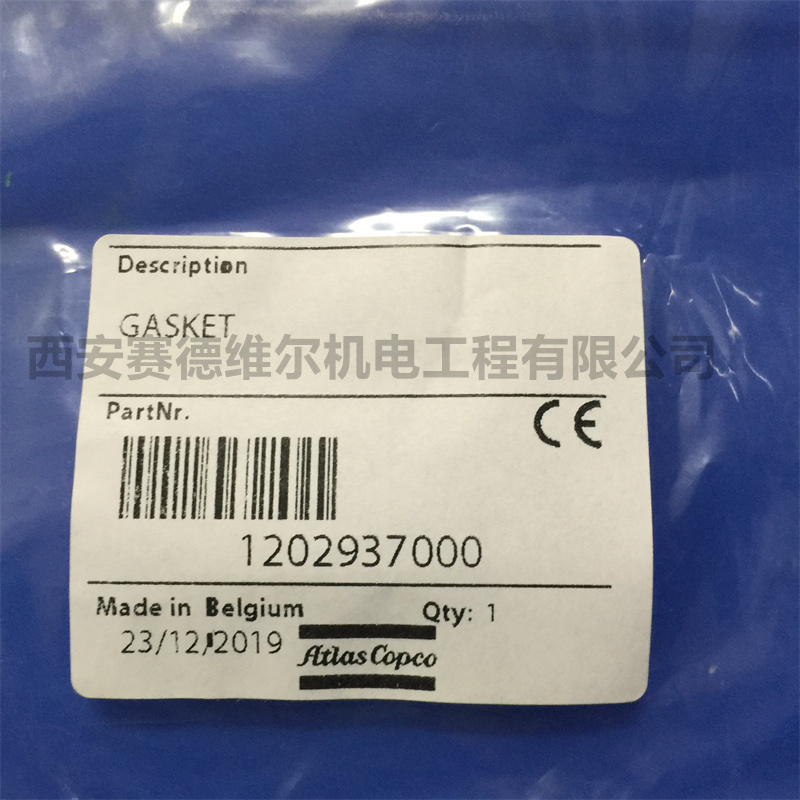 Description
GASKET
西安赛德维尔机电工程有限公司
PartNr.
CE
1202937000
Made in Belgium
Qty: 1
23/12/2019
Atlas Copco